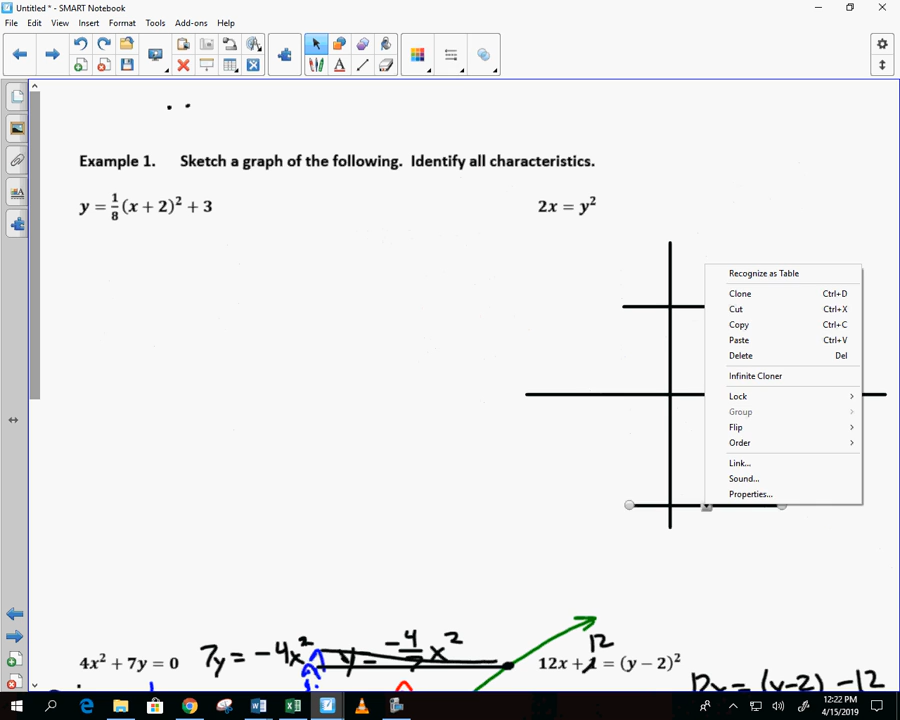 Untitled * - SMART Notebook
File Edit View Insert Format Tools Add-ons Help
Example 1. Sketch a graph of the following. Identify all characteristics.
y = 1/8 (x + 2)² + 3
2x = y²
Recognize as Table
Clone Ctrl+D
Cut Ctrl+X
Copy Ctrl+C
Paste Ctrl+V
Delete Del
Infinite Cloner
Lock
Group
Flip
Order
Link...
Sound...
Properties...
4x² + 7y = 0
7y = -4x²
y = -4/7 x²
12
12x + = (y − 2)²
12x = (y-2) -12
12:22 PM
4/15/2019